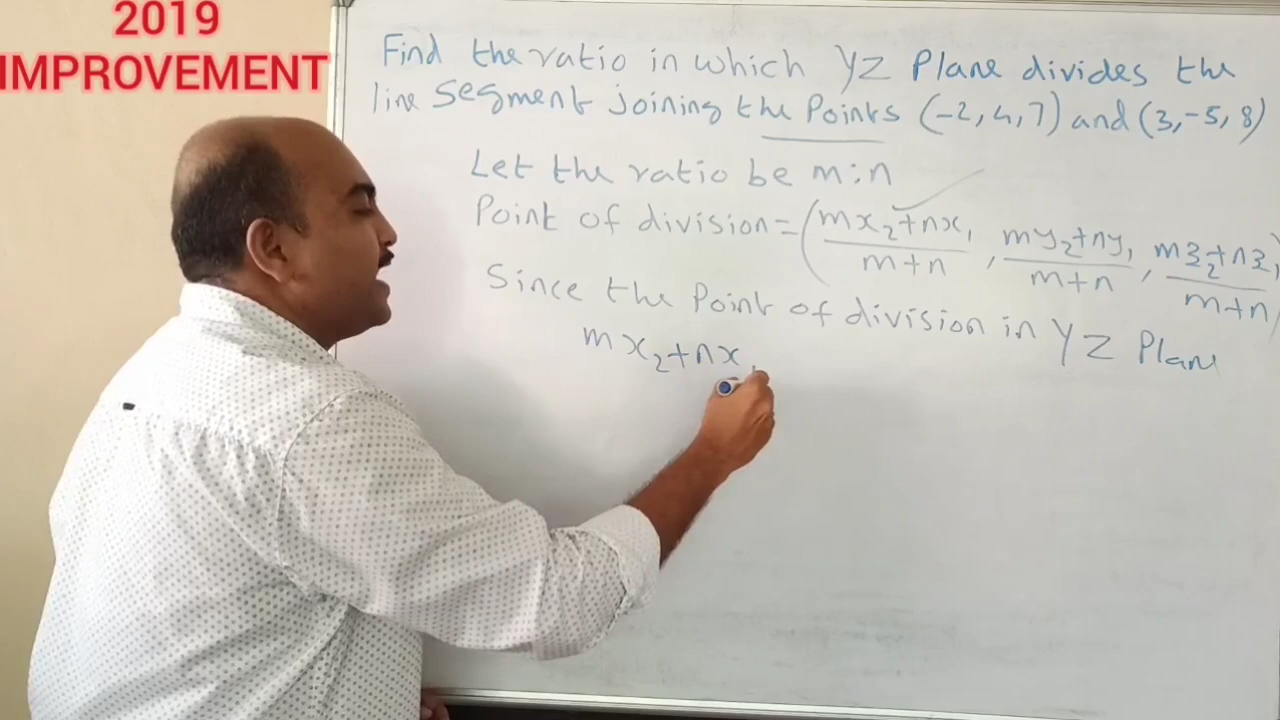 2019
IMPROVEMENT
Find the ratio in which YZ Plane divides the
line segment joining the Points (-2,4,7) and (3,-5,8)
Let the ratio be m:n
Point of division = (mx₂+nx₁/m+n, my₂+ny₁/m+n, mz₂+nz₁/m+n)
Since the Point of division in YZ Plane
mx₂+nx